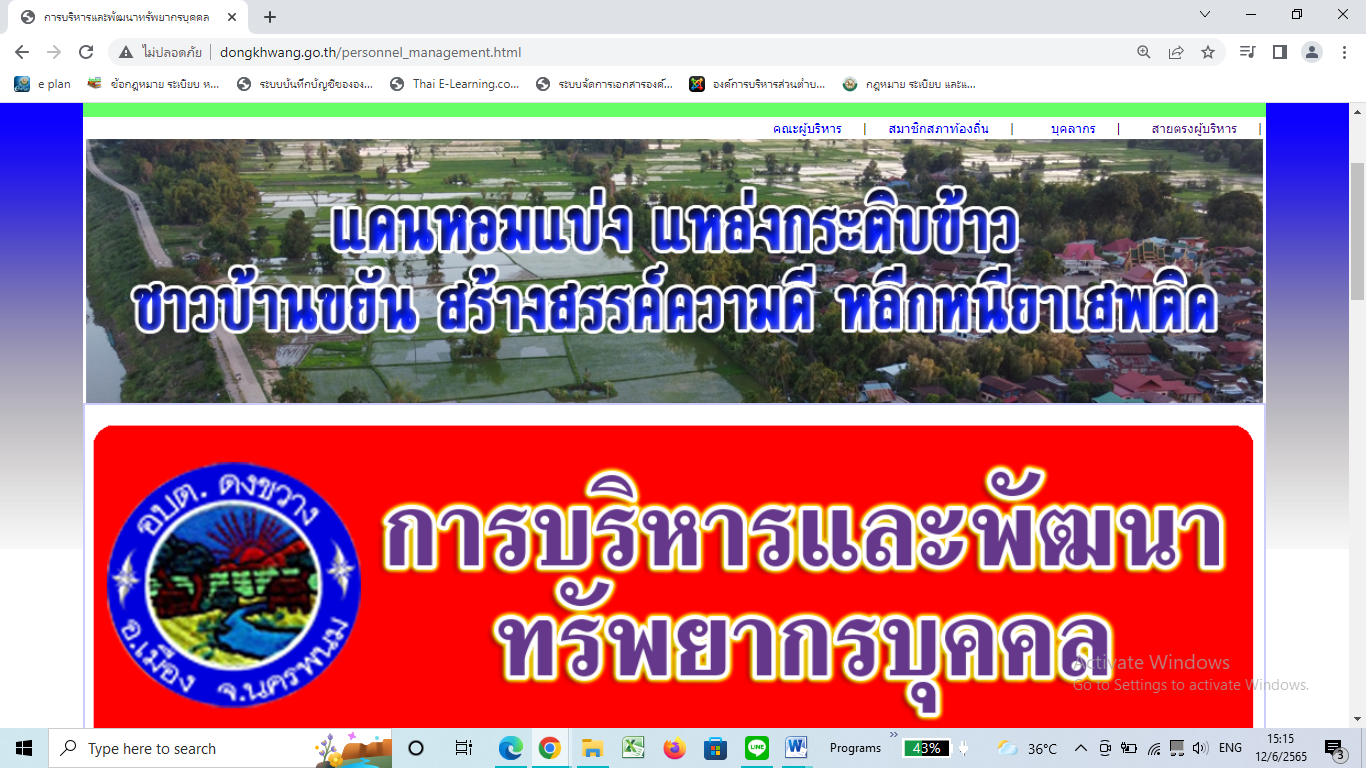 การบริหารและพัฒนาทรัพยากรบุคคล
ไม่ปลอดภัย | dongkhwang.go.th/personnel_management.html
e plan
ข้อกฎหมาย ระเบียบ ห...
ระบบบันทึกบัญชีขององ...
Thai E-Learning.co...
ระบบจัดการเอกสารองค์...
องค์การบริหารส่วนตำบ...
กฎหมาย ระเบียบ และแ...
คณะผู้บริหาร | สมาชิกสภาท้องถิ่น | บุคลากร | สายตรงผู้บริหาร |
แดนหอมแบ่ง แหล่งกระติบข้าว
ชาวบ้านขยัน สร้างสรรค์ความดี หลีกหนียาเสพติด
อบต. ดงขวาง
อ.เมือง จ.นครพนม
การบริหารและพัฒนา
ทรัพยากรบุคคล
Activate Windows
Go to Settings to activate Windows.
Type here to search
Programs
43%
36°C
ENG
15:15
12/6/2565
3